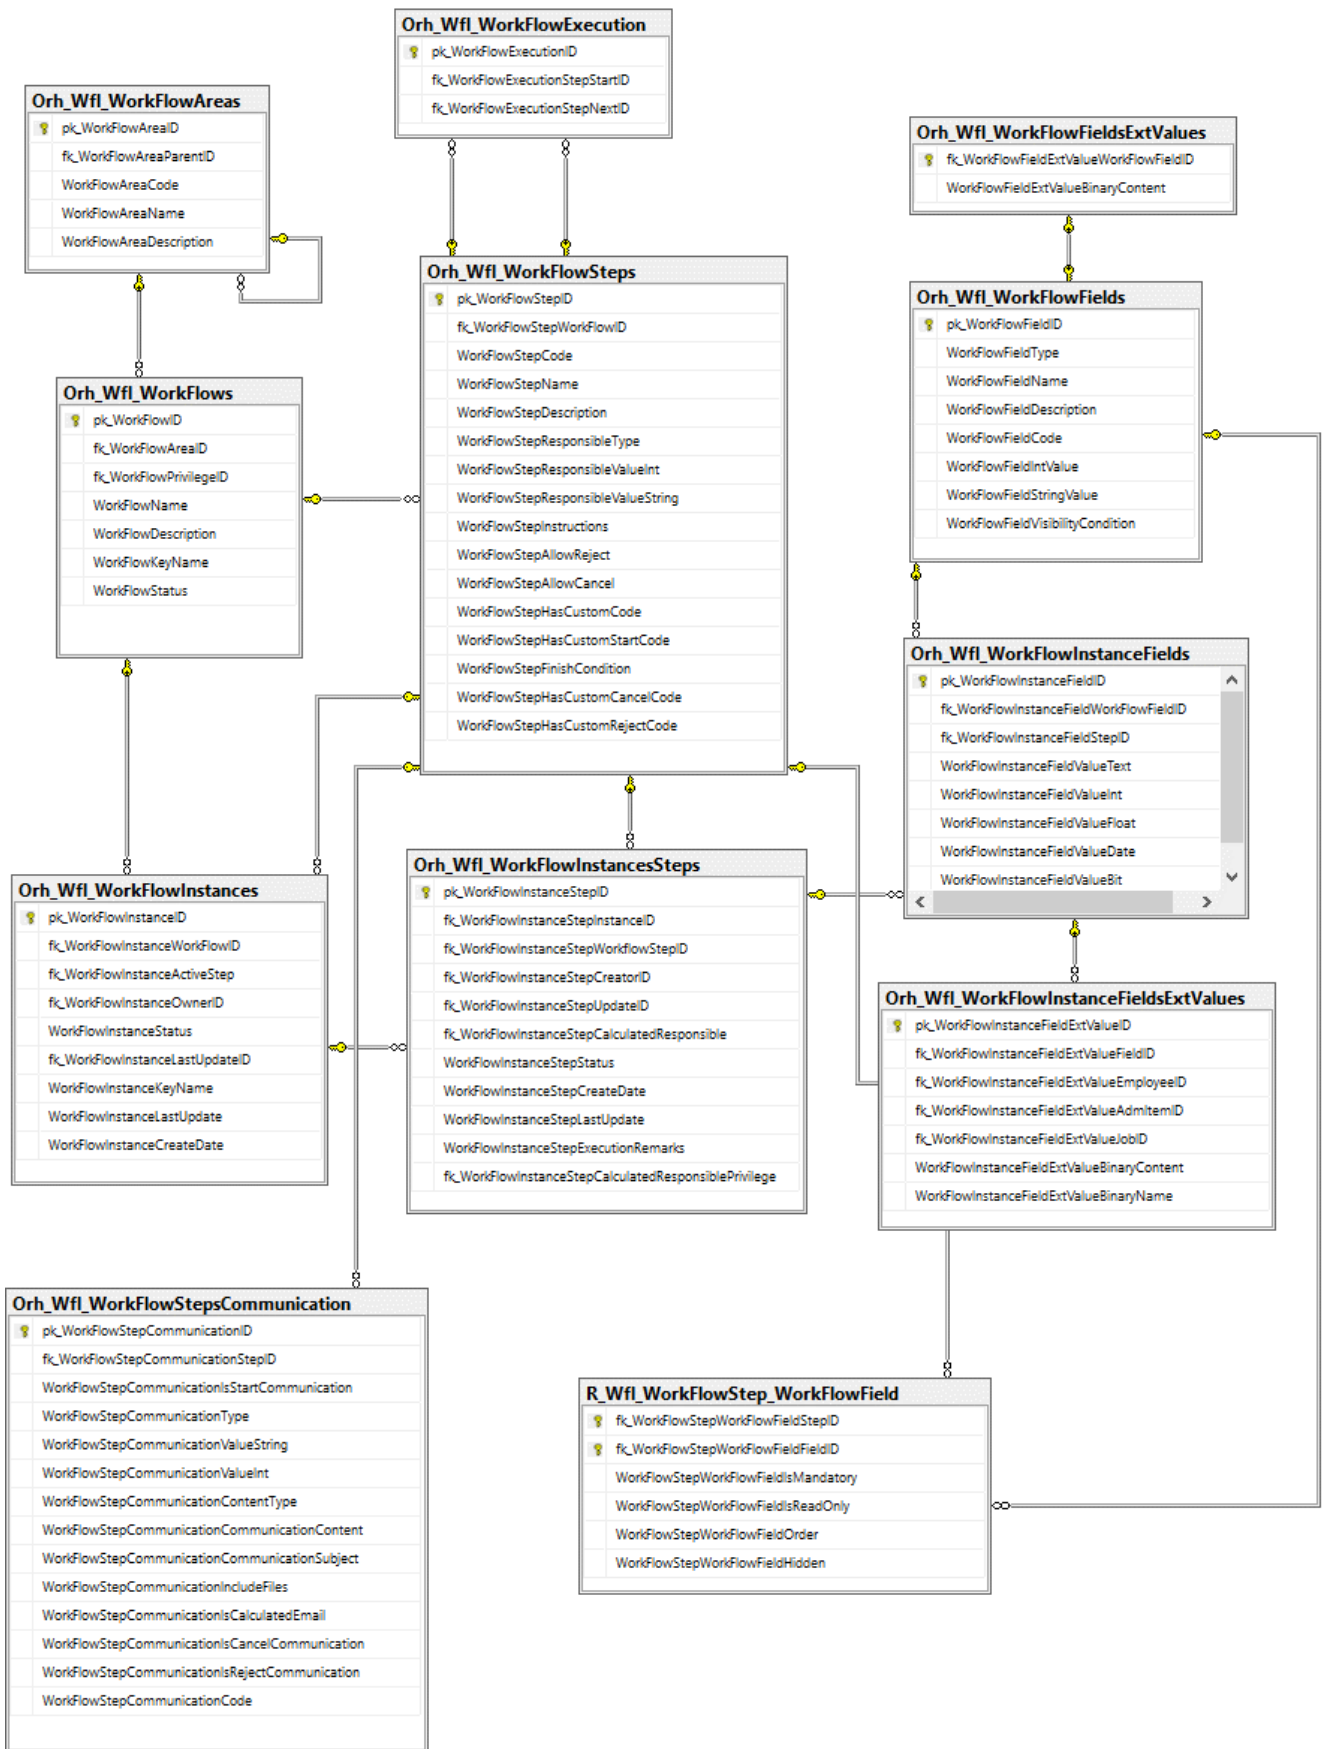 Orh_Wfl_WorkFlowExecution
pk_WorkFlowExecutionID
fk_WorkFlowExecutionStepStartID
fk_WorkFlowExecutionStepNextID
Orh_Wfl_WorkFlowAreas
pk_WorkFlowAreaID
fk_WorkFlowAreaParentID
WorkFlowAreaCode
WorkFlowAreaName
WorkFlowAreaDescription
Orh_Wfl_WorkFlowFieldsExtValues
fk_WorkFlowFieldExtValueWorkFlowFieldID
WorkFlowFieldExtValueBinaryContent
Orh_Wfl_WorkFlowSteps
pk_WorkFlowStepID
fk_WorkFlowStepWorkFlowID
WorkFlowStepCode
WorkFlowStepName
WorkFlowStepDescription
WorkFlowStepResponsibleType
WorkFlowStepResponsibleValueInt
WorkFlowStepResponsibleValueString
WorkFlowStepInstructions
WorkFlowStepAllowReject
WorkFlowStepAllowCancel
WorkFlowStepHasCustomCode
WorkFlowStepHasCustomStartCode
WorkFlowStepFinishCondition
WorkFlowStepHasCustomCancelCode
WorkFlowStepHasCustomRejectCode
Orh_Wfl_WorkFlowFields
pk_WorkFlowFieldID
WorkFlowFieldType
WorkFlowFieldName
WorkFlowFieldDescription
WorkFlowFieldCode
WorkFlowFieldIntValue
WorkFlowFieldStringValue
WorkFlowFieldVisibilityCondition
Orh_Wfl_WorkFlows
pk_WorkFlowID
fk_WorkFlowAreaID
fk_WorkFlowPrivilegeID
WorkFlowName
WorkFlowDescription
WorkFlowKeyName
WorkFlowStatus
Orh_Wfl_WorkFlowInstanceFields
pk_WorkFlowInstanceFieldID
fk_WorkFlowInstanceFieldWorkFlowFieldID
fk_WorkFlowInstanceFieldStepID
WorkFlowInstanceFieldValueText
WorkFlowInstanceFieldValueInt
WorkFlowInstanceFieldValueFloat
WorkFlowInstanceFieldValueDate
WorkFlowInstanceFieldValueBit
Orh_Wfl_WorkFlowInstancesSteps
pk_WorkFlowInstanceStepID
fk_WorkFlowInstanceStepInstanceID
fk_WorkFlowInstanceStepWorkflowStepID
fk_WorkFlowInstanceStepCreatorID
fk_WorkFlowInstanceStepUpdateID
fk_WorkFlowInstanceStepCalculatedResponsible
WorkFlowInstanceStepStatus
WorkFlowInstanceStepCreateDate
WorkFlowInstanceStepLastUpdate
WorkFlowInstanceStepExecutionRemarks
fk_WorkFlowInstanceStepCalculatedResponsiblePrivilege
Orh_Wfl_WorkFlowInstances
pk_WorkFlowInstanceID
fk_WorkFlowInstanceWorkFlowID
fk_WorkFlowInstanceActiveStep
fk_WorkFlowInstanceOwnerID
WorkFlowInstanceStatus
fk_WorkFlowInstanceLastUpdateID
WorkFlowInstanceKeyName
WorkFlowInstanceLastUpdate
WorkFlowInstanceCreateDate
Orh_Wfl_WorkFlowInstanceFieldsExtValues
pk_WorkFlowInstanceFieldExtValueID
fk_WorkFlowInstanceFieldExtValueFieldID
fk_WorkFlowInstanceFieldExtValueEmployeeID
fk_WorkFlowInstanceFieldExtValueAdmItemID
fk_WorkFlowInstanceFieldExtValueJobID
WorkFlowInstanceFieldExtValueBinaryContent
WorkFlowInstanceFieldExtValueBinaryName
Orh_Wfl_WorkFlowStepsCommunication
pk_WorkFlowStepCommunicationID
fk_WorkFlowStepCommunicationStepID
WorkFlowStepCommunicationIsStartCommunication
WorkFlowStepCommunicationType
WorkFlowStepCommunicationValueString
WorkFlowStepCommunicationValueInt
WorkFlowStepCommunicationContentType
WorkFlowStepCommunicationCommunicationContent
WorkFlowStepCommunicationCommunicationSubject
WorkFlowStepCommunicationIncludeFiles
WorkFlowStepCommunicationIsCalculatedEmail
WorkFlowStepCommunicationIsCancelCommunication
WorkFlowStepCommunicationIsRejectCommunication
WorkFlowStepCommunicationCode
R_Wfl_WorkFlowStep_WorkFlowField
fk_WorkFlowStepWorkFlowFieldStepID
fk_WorkFlowStepWorkFlowFieldFieldID
WorkFlowStepWorkFlowFieldIsMandatory
WorkFlowStepWorkFlowFieldIsReadOnly
WorkFlowStepWorkFlowFieldOrder
WorkFlowStepWorkFlowFieldHidden